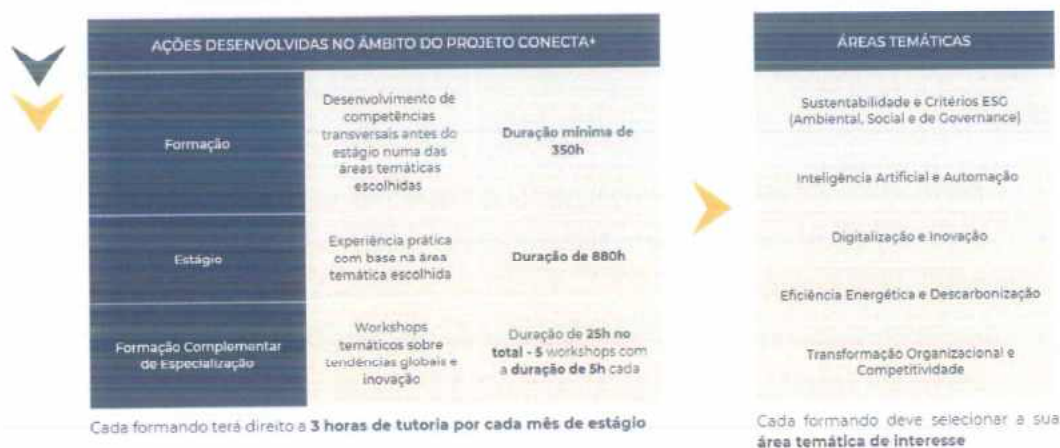 AÇÕES DESENVOLVIDAS NO ÂMBITO DO PROJETO CONECTA+
Formação
Desenvolvimento de
competências
transversais antes do
estágio numa das
áreas temáticas
escolhidas
Duração mínima de
350h
Estágio
Experiência prática
com base na área
temática escolhida
Duração de 880h
Formação Complementar
de Especialização
Workshops
temáticos sobre
tendências globais e
inovação
Duração de 25h no
total - 5 workshops com
a duração de 5h cada
Cada formando terá direito a 3 horas de tutoria por cada mês de estágio
ÁREAS TEMÁTICAS
Sustentabilidade e Critérios ESG
(Ambiental, Social e de Governance)
Inteligência Artificial e Automação
Digitalização e Inovação
Eficiência Energética e Descarbonização
Transformação Organizacional e
Competitividade
Cada formando deve selecionar a sua
área temática de interesse